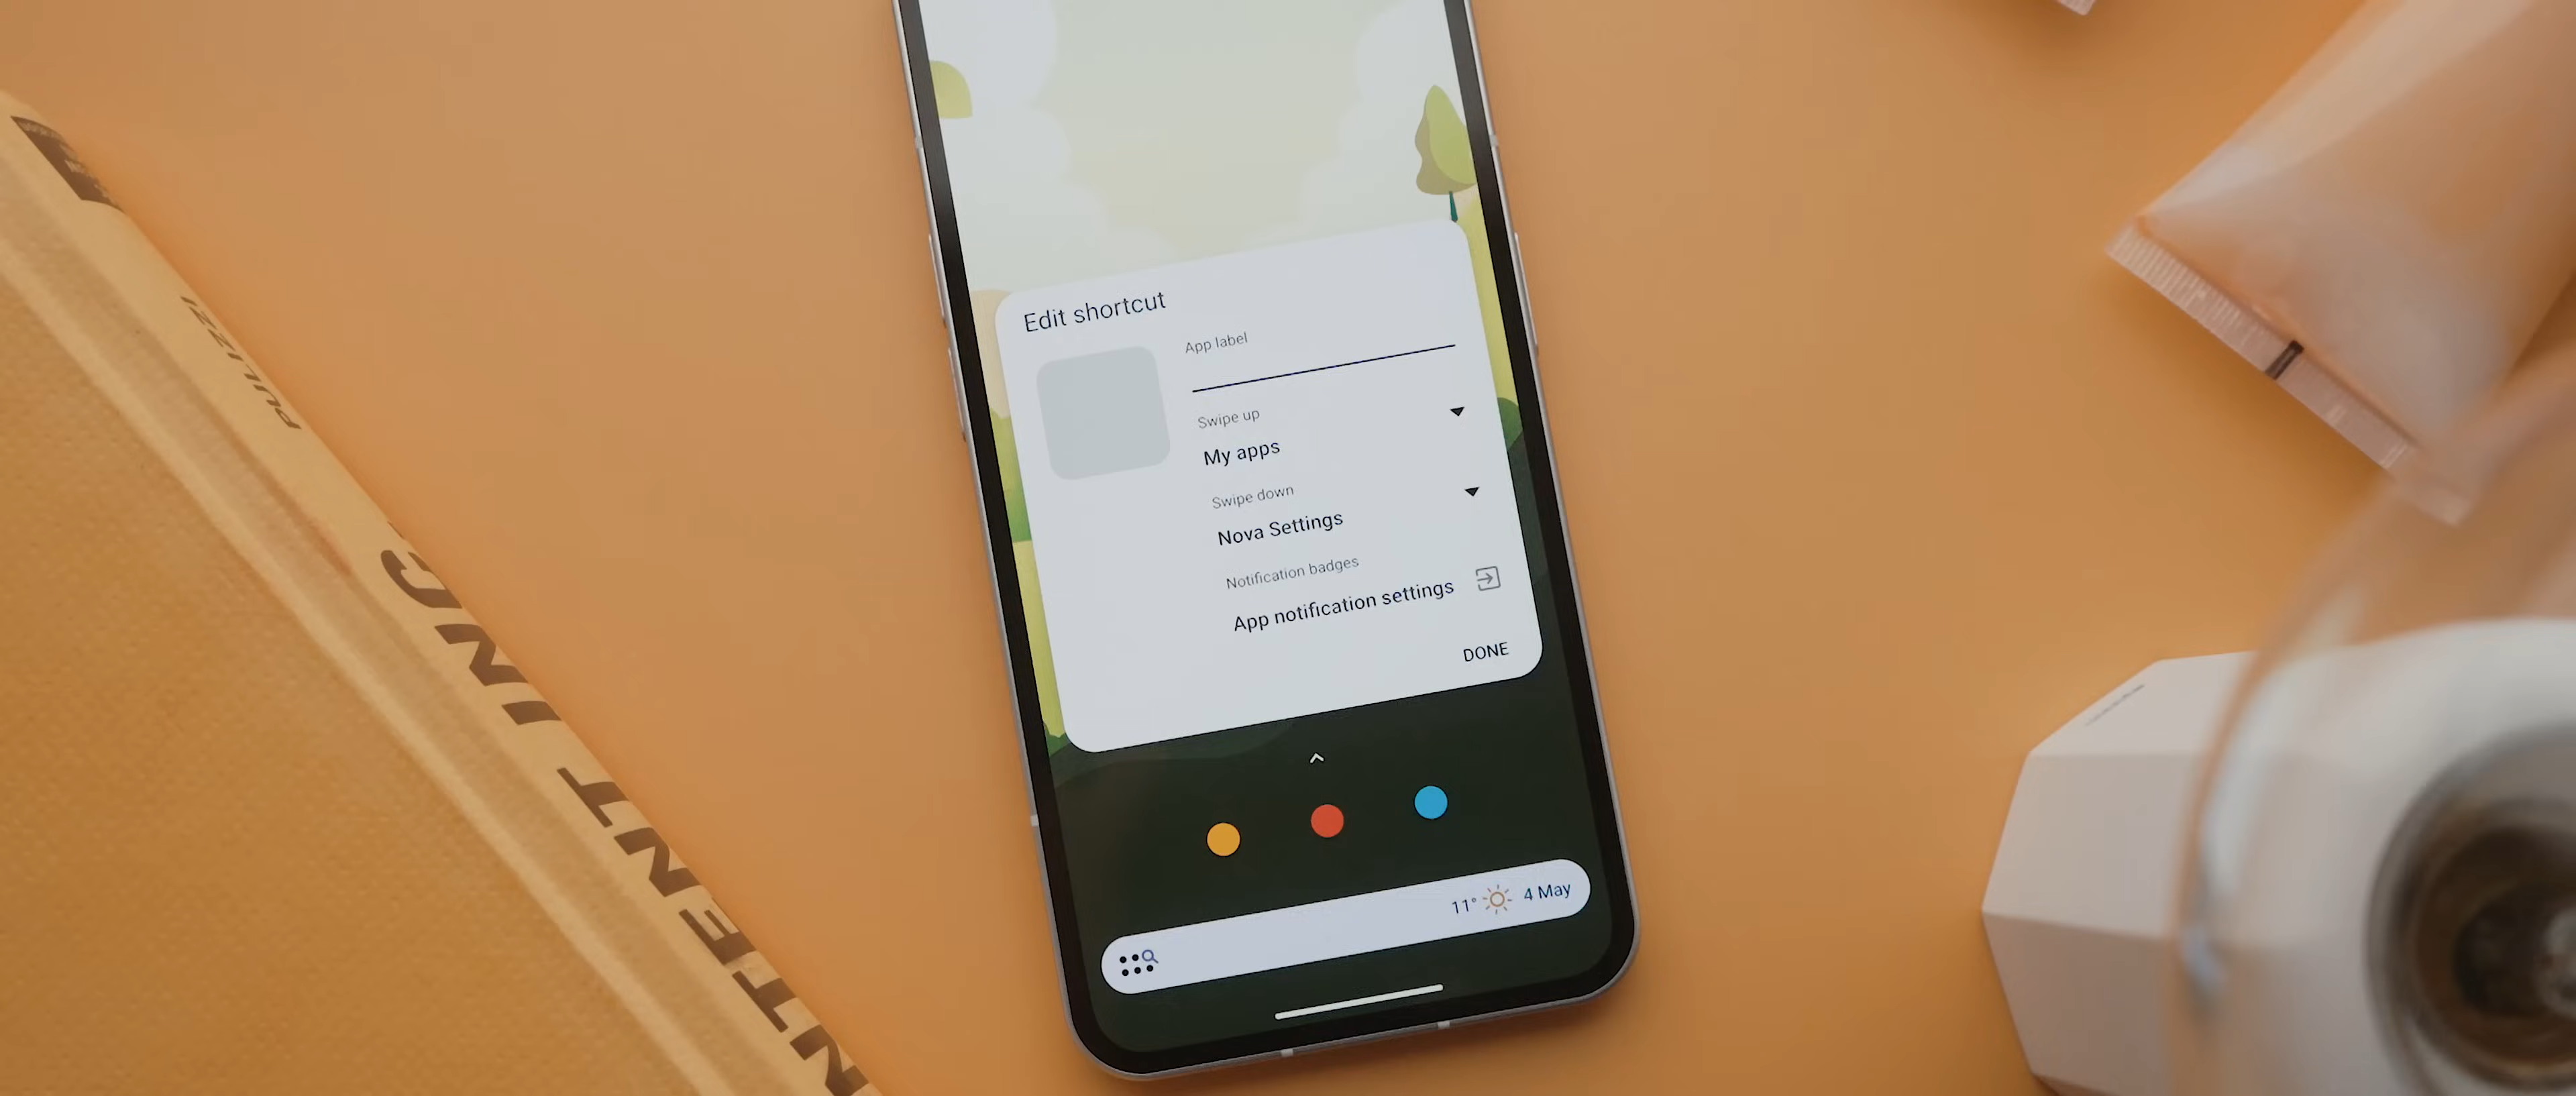 Edit shortcut
App label
Swipe up
My apps
Swipe down
Nova Settings
Notification badges
App notification settings
DONE
11° 4 May
PULIZZI